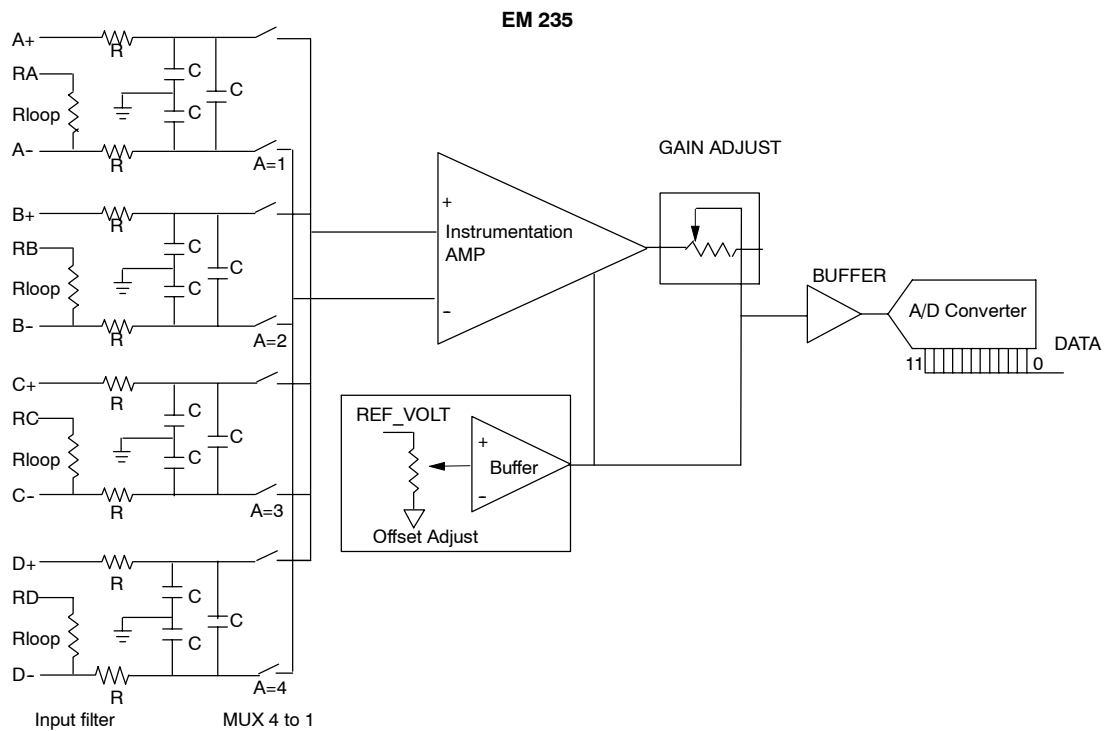 EM 235
A+
R
RA
Rloop
A-
R
C
C
C
A=1
B+
R
RB
Rloop
B-
R
C
C
C
A=2
C+
R
RC
Rloop
C-
R
C
C
C
A=3
D+
R
RD
Rloop
D-
R
C
C
C
A=4
Input filter
MUX 4 to 1
+
Instrumentation
AMP
-
GAIN ADJUST
REF_VOLT
+
Buffer
-
Offset Adjust
BUFFER
A/D Converter
11
0
DATA